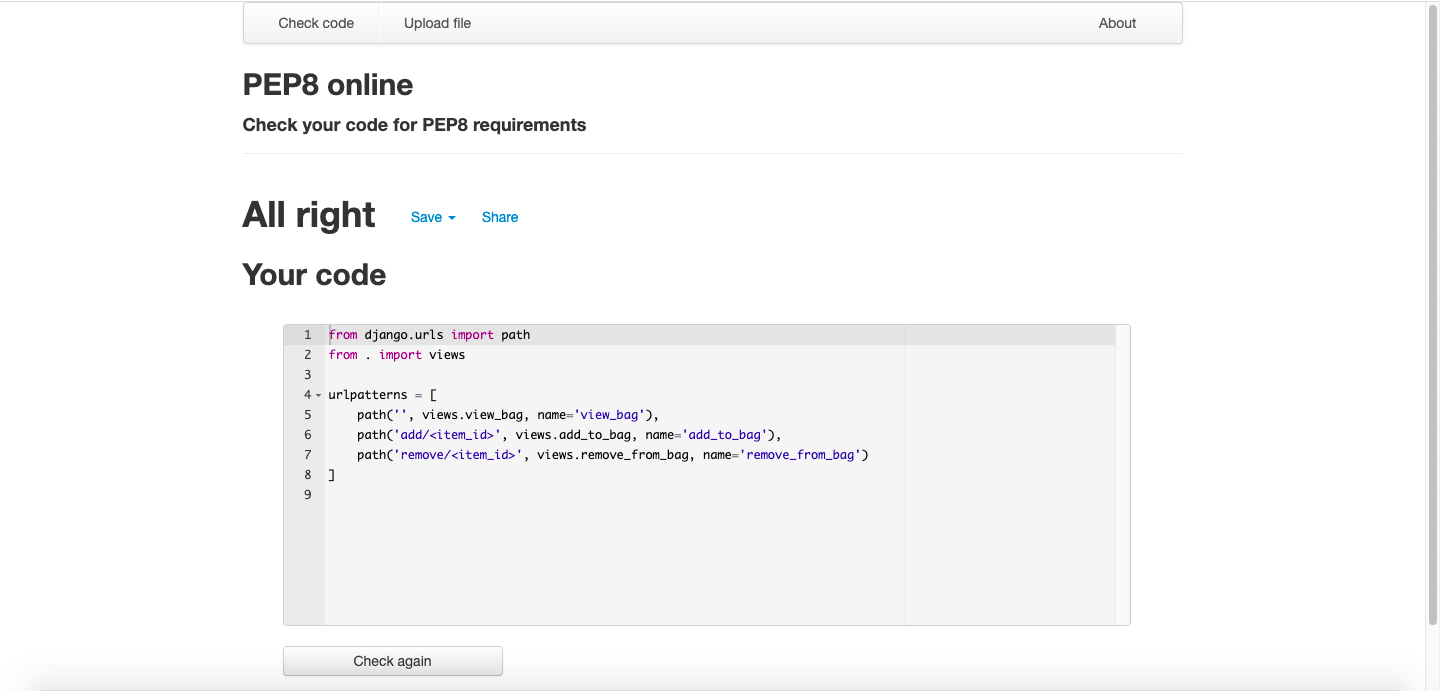 Check code Upload file About
PEP8 online
Check your code for PEP8 requirements
All right Save Share
Your code
1 from django.urls import path
2 from . import views
3
4 urlpatterns = [
5     path('', views.view_bag, name='view_bag'),
6     path('add/<item_id>', views.add_to_bag, name='add_to_bag'),
7     path('remove/<item_id>', views.remove_from_bag, name='remove_from_bag')
8 ]
9
Check again